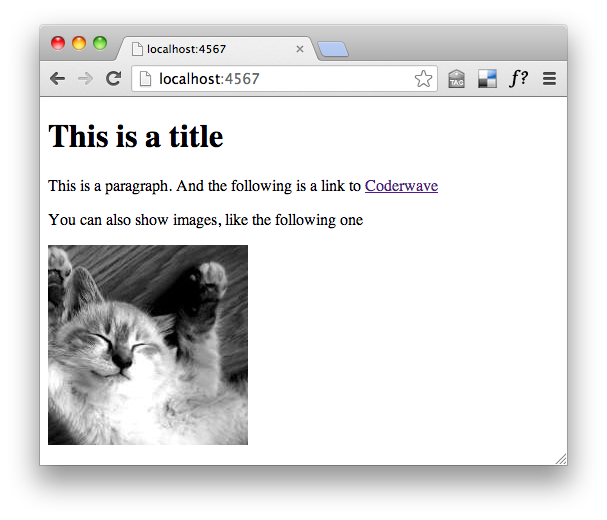 localhost:4567
localhost:4567
TAG
f?
This is a title
This is a paragraph. And the following is a link to Coderwave
You can also show images, like the following one